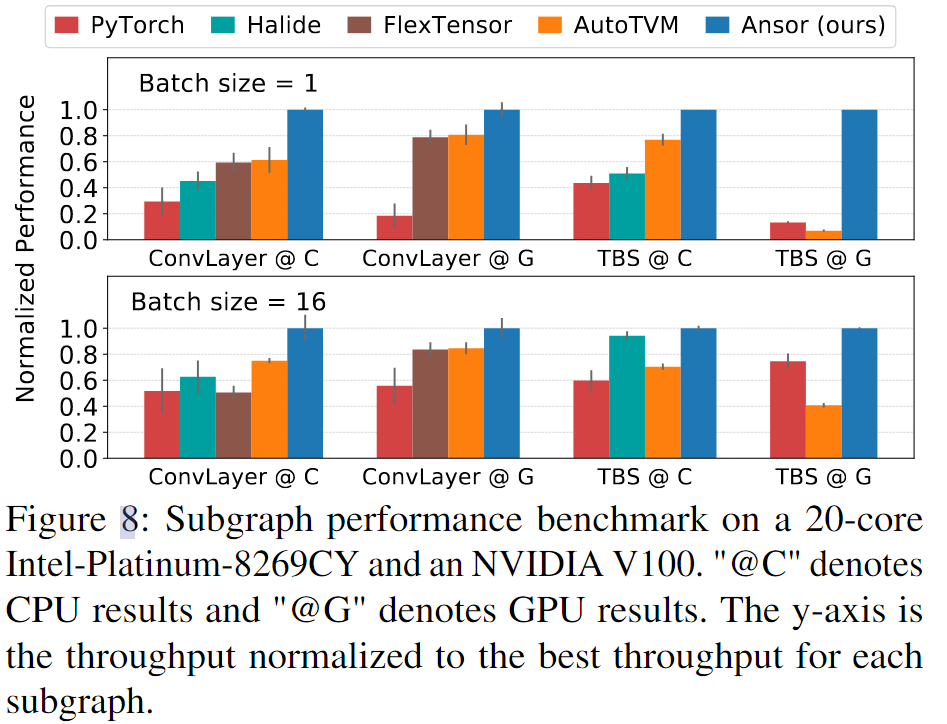 PyTorch Halide FlexTensor AutoTVM Ansor (ours)
Normalized Performance
Batch size = 1
1.0
0.8
0.6
0.4
0.2
0.0
ConvLayer @ C ConvLayer @ G TBS @ C TBS @ G
Batch size = 16
1.0
0.8
0.6
0.4
0.2
0.0
ConvLayer @ C ConvLayer @ G TBS @ C TBS @ G
Figure 8: Subgraph performance benchmark on a 20-core
Intel-Platinum-8269CY and an NVIDIA V100. "@C" denotes
CPU results and "@G" denotes GPU results. The y-axis is
the throughput normalized to the best throughput for each
subgraph.